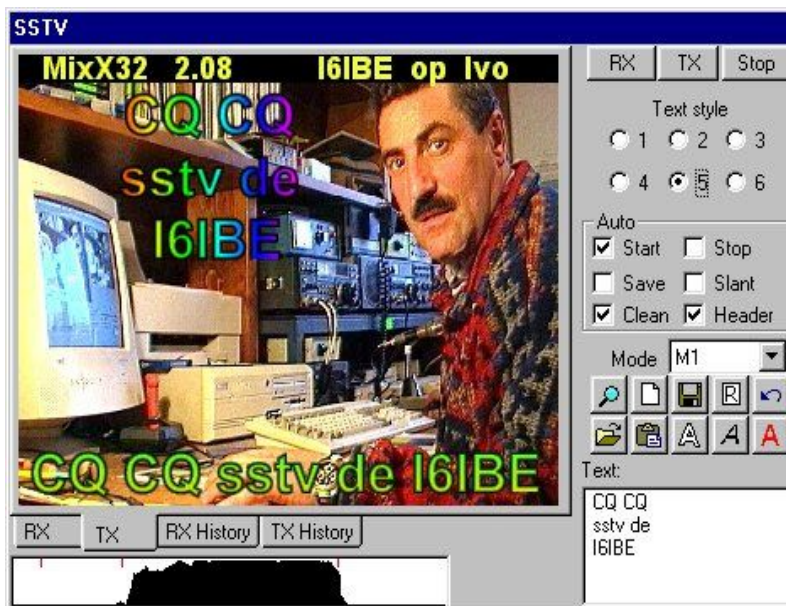 SSTV
MixX32 2.08 I6IBE op Ivo
CQ CQ
sstv de
I6IBE
CQ CQ sstv de I6IBE
RX TX Stop
Text style
1 2 3
4 5 6
Auto
Start Stop
Save Slant
Clean Header
Mode M1
R
A A A
Text:
CQ CQ
sstv de
I6IBE
RX TX RX History TX History